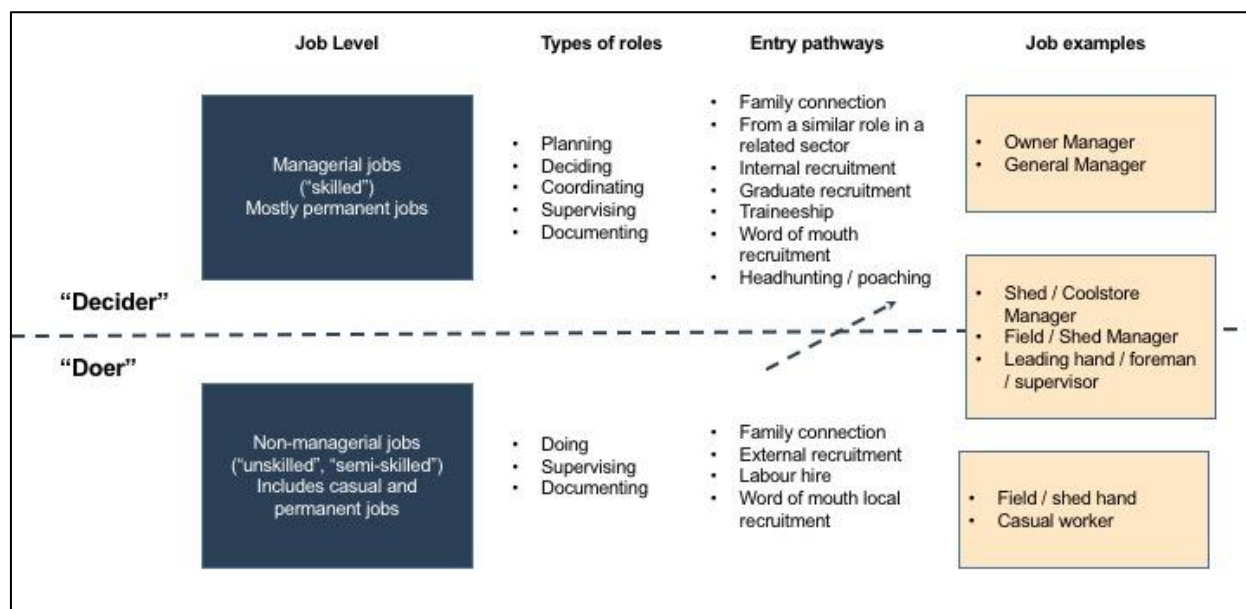 Job Level
Types of roles
Entry pathways
Job examples
Managerial jobs
(“skilled”)
Mostly permanent jobs
• Planning
• Deciding
• Coordinating
• Supervising
• Documenting
• Family connection
• From a similar role in a
related sector
• Internal recruitment
• Graduate recruitment
• Traineeship
• Word of mouth
recruitment
• Headhunting / poaching
• Owner Manager
• General Manager
“Decider”
• Shed / Coolstore
Manager
• Field / Shed Manager
• Leading hand / foreman
/ supervisor
“Doer”
Non-managerial jobs
(“unskilled”, “semi-skilled”)
Includes casual and
permanent jobs
• Doing
• Supervising
• Documenting
• Family connection
• External recruitment
• Labour hire
• Word of mouth local
recruitment
• Field / shed hand
• Casual worker